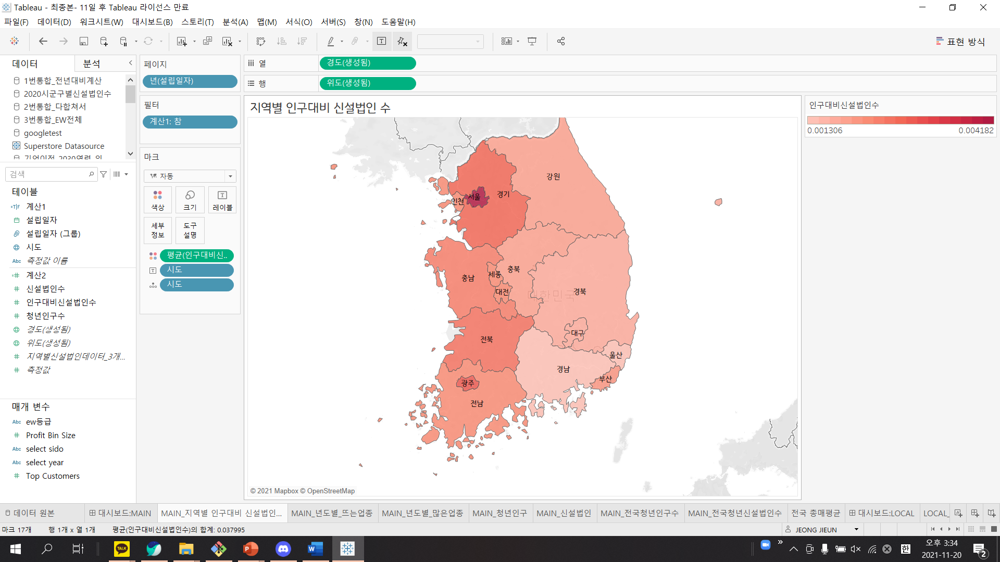 Tableau - 최종본- 11일 후 Tableau 라이선스 만료
파일(F) 데이터(D) 워크시트(W) 대시보드(B) 스토리(T) 분석(A) 맵(M) 서식(O) 서버(S) 창(N) 도움말(H)
표현 방식
데이터 분석
1번통합_전년대비계산
2020시군구별신설법인수
2번통합_다합쳐서
3번통합_EW전체
googletest
Superstore Datasource
검색
테이블
계산1
설립일자
설립일자 (그룹)
시도
Abc 측정값 이름
계산2
신설법인수
인구대비신설법인수
청년인구수
경도(생성됨)
위도(생성됨)
지역별신설법인데이터_3개...
측정값
매개 변수
Abc ew등급
Profit Bin Size
Abc select sido
Abc select year
Top Customers
페이지
년(설립일자)
필터
계산1: 참
마크
자동
색상 크기 레이블
세부 정보 도구 설명
평균(인구대비신..
시도
시도
열 경도(생성됨)
행 위도(생성됨)
지역별 인구대비 신설법인 수
강원
인천 서울 경기
충남 세종 충북
대전 대한민국 경북
대구
전북
울산
경남
부산
광주
전남
© 2021 Mapbox © OpenStreetMap
인구대비신설법인수
0.001306 0.004182
데이터 원본 대시보드:MAIN MAIN_지역별 인구대비 신설법인... MAIN_년도별_뜨는업종 MAIN_년도별_많은업종 MAIN_청년인구 MAIN_신설법인 MAIN_전국청년인구수 MAIN_전국청년신설법인수 전국 총매평균 대시보드:LOCAL LOCAL_
마크 17개 행 1개 x 열 1개 평균(인구대비신설법인수)의 합계: 0.037995 JEONG JIEUN
TALK
한
오후 3:34
2021-11-20
2